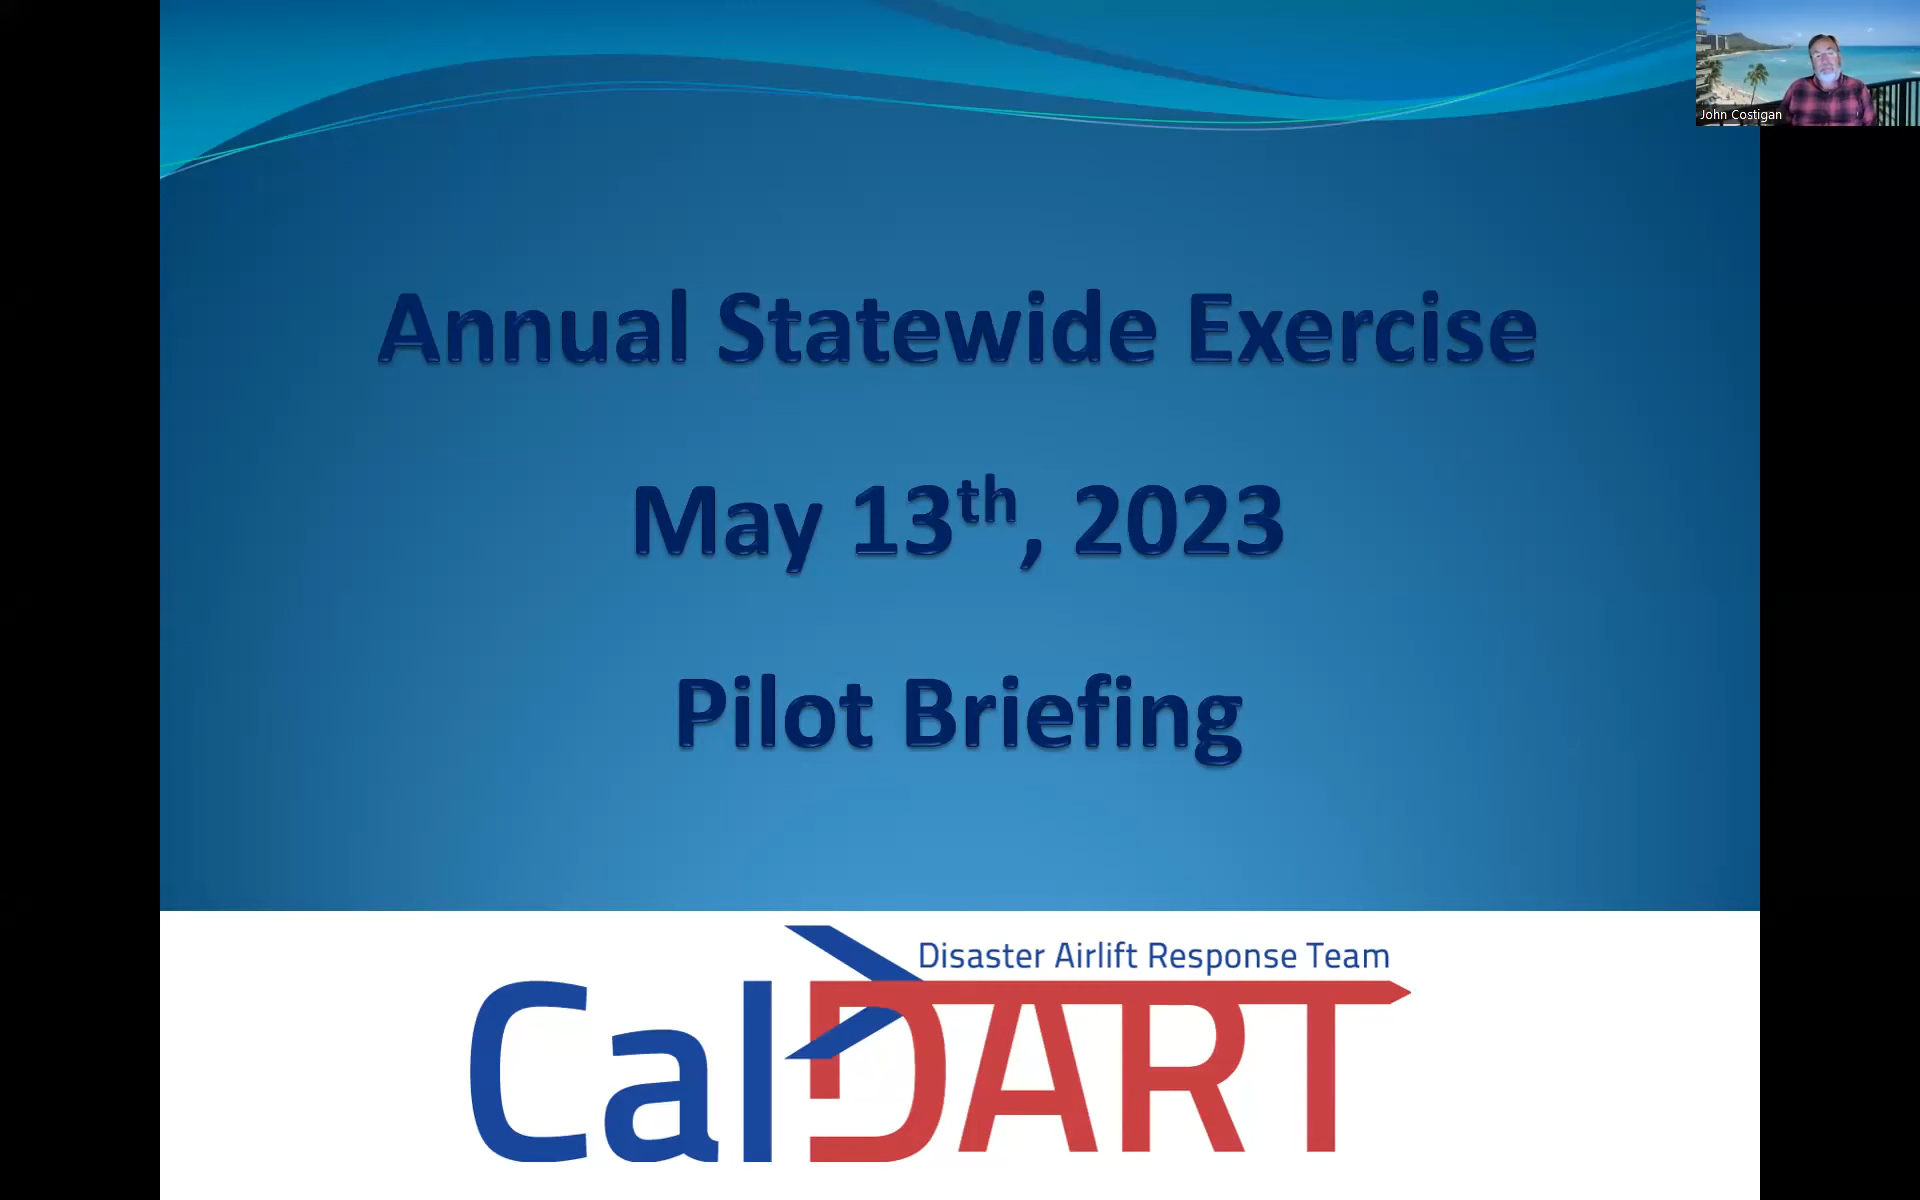 John Costigan
Annual Statewide Exercise
May 13th, 2023
Pilot Briefing
Disaster Airlift Response Team
CalDART